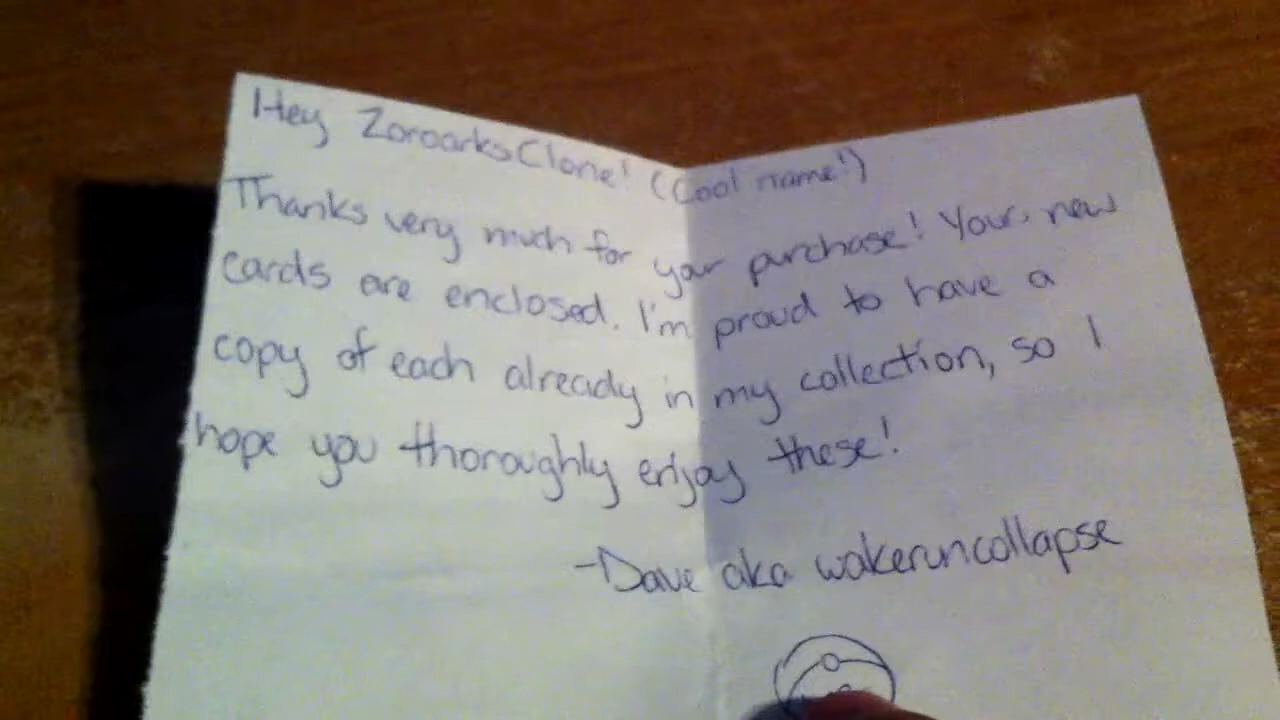 Hey ZoroarksClone! (Cool name!)
Thanks very much for your purchase! Your new
cards are enclosed. I'm proud to have a
copy of each already in my collection, so I
hope you thoroughly enjoy these!
-Dave aka wakeruncollapse